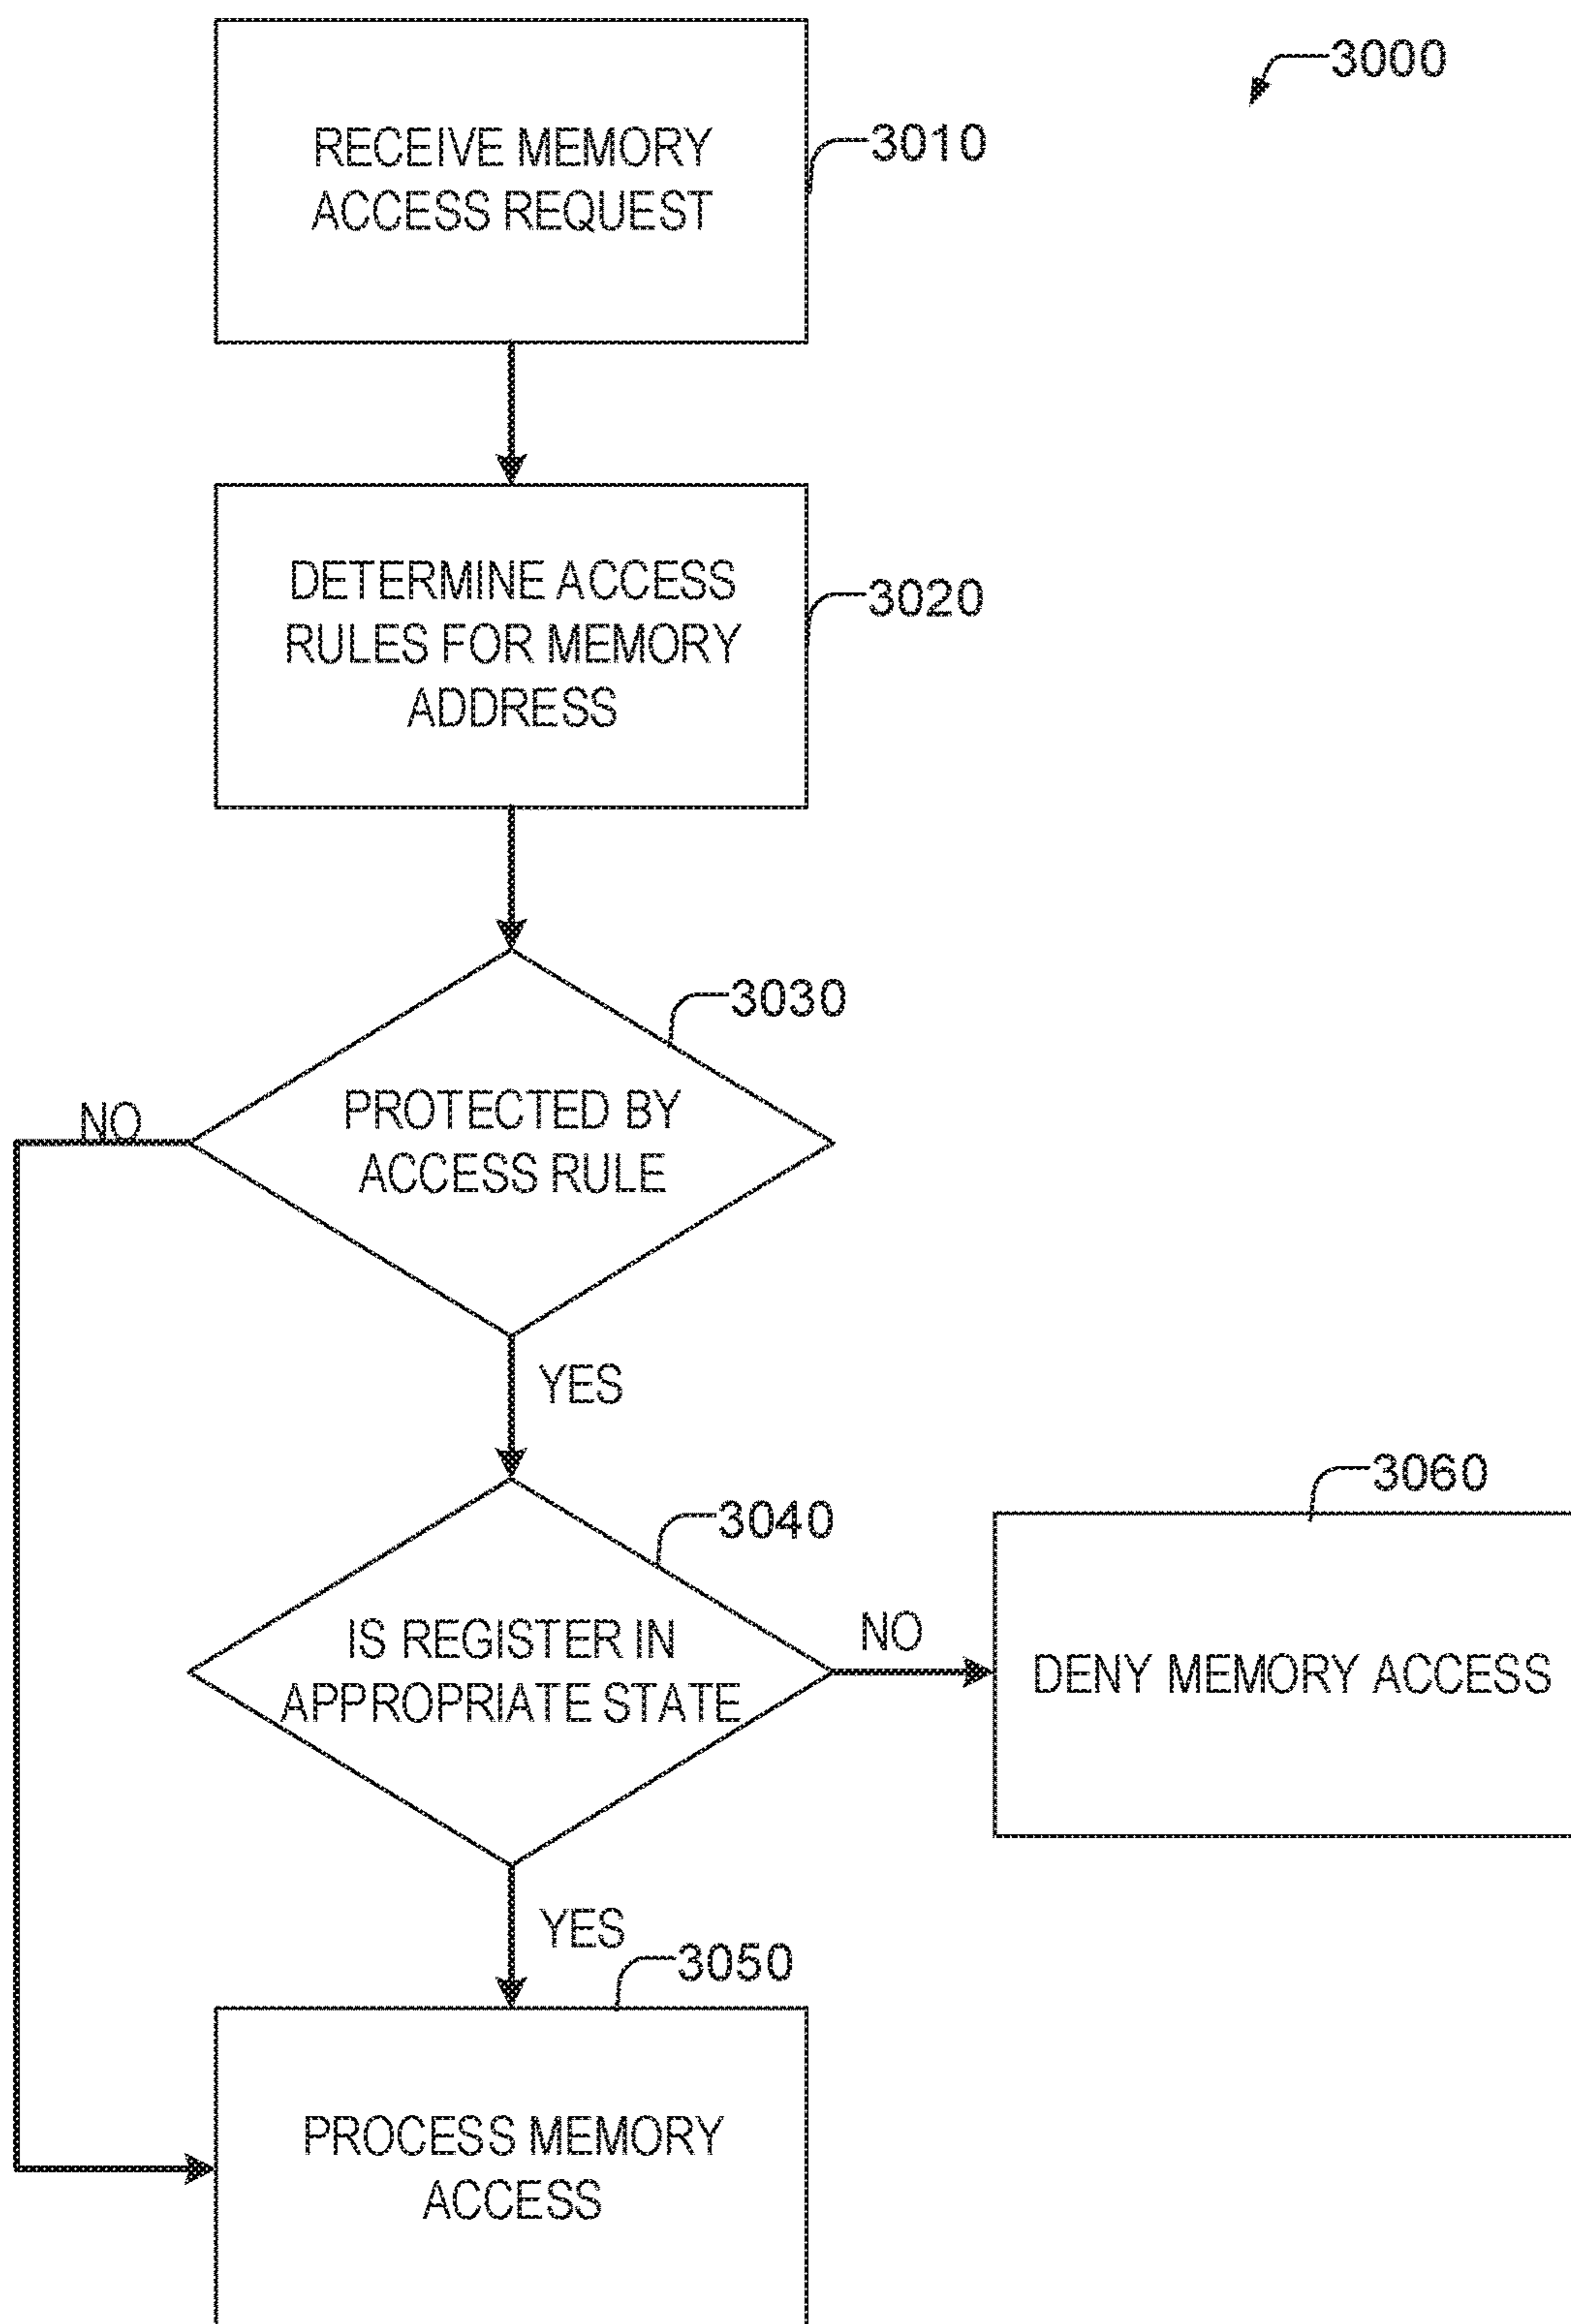 3000
RECEIVE MEMORY
ACCESS REQUEST
3010
DETERMINE ACCESS
RULES FOR MEMORY
ADDRESS
3020
3030
PROTECTED BY
ACCESS RULE
NO
YES
3040
IS REGISTER IN
APPROPRIATE STATE
NO
3060
DENY MEMORY ACCESS
YES
3050
PROCESS MEMORY
ACCESS